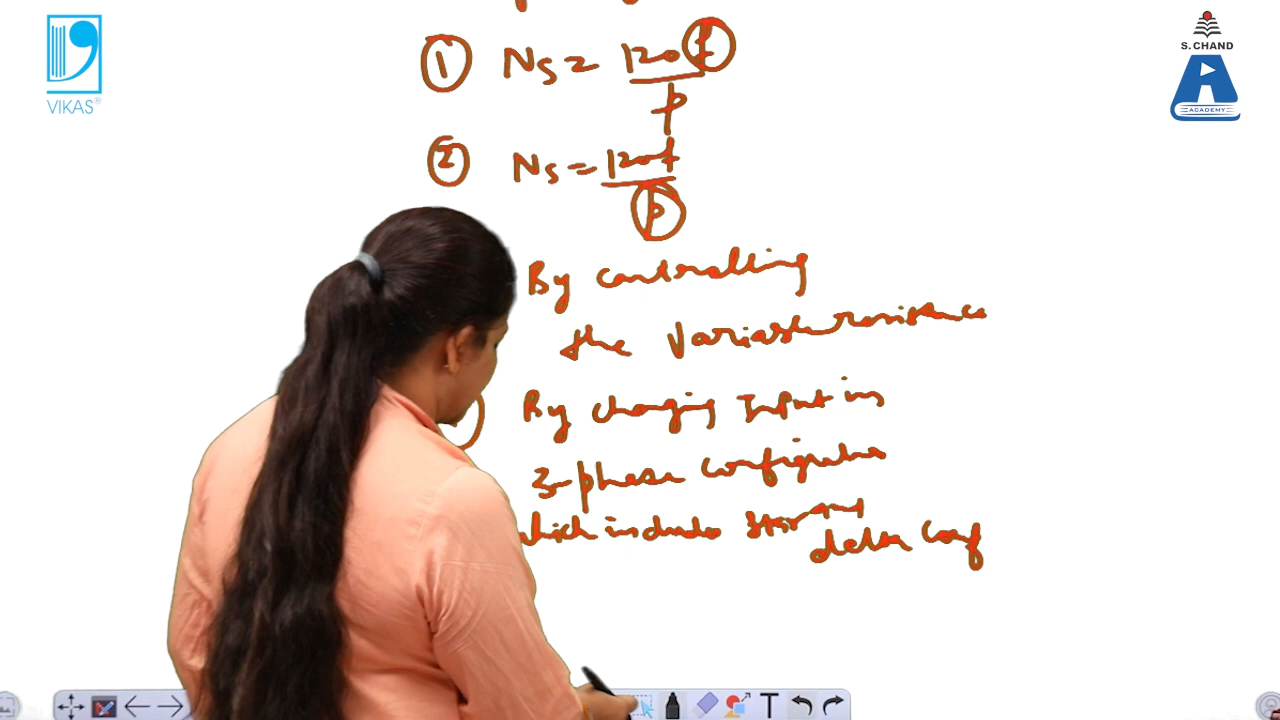 VIKAS®
S. CHAND
ACADEMY
① Ns = 120f
p
② Ns = 120f
p
By controlling
the Variable resistance
By changing Input in
3-phase configuration
which includes star and
delta conf
T